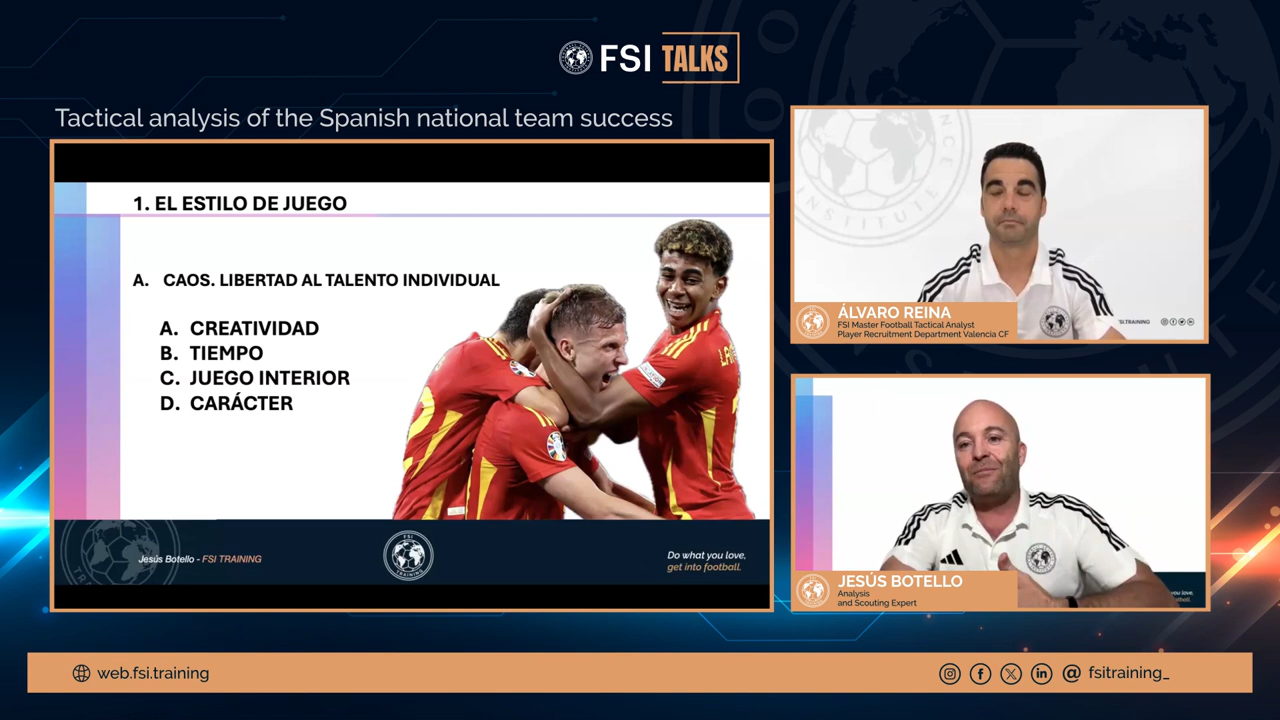 FSI TALKS
Tactical analysis of the Spanish national team success
1. EL ESTILO DE JUEGO
A. CAOS. LIBERTAD AL TALENTO INDIVIDUAL
A. CREATIVIDAD
B. TIEMPO
C. JUEGO INTERIOR
D. CARÁCTER
Jesús Botello - FSI TRAINING
FSI
TRAINING
Do what you love,
get into football.
INSTITUTE
ÁLVARO REINA
FSI Master Football Tactical Analyst
Player Recruitment Department Valencia CF
JESÚS BOTELLO
Analysis
and Scouting Expert
web.fsi.training
@ fsitraining_